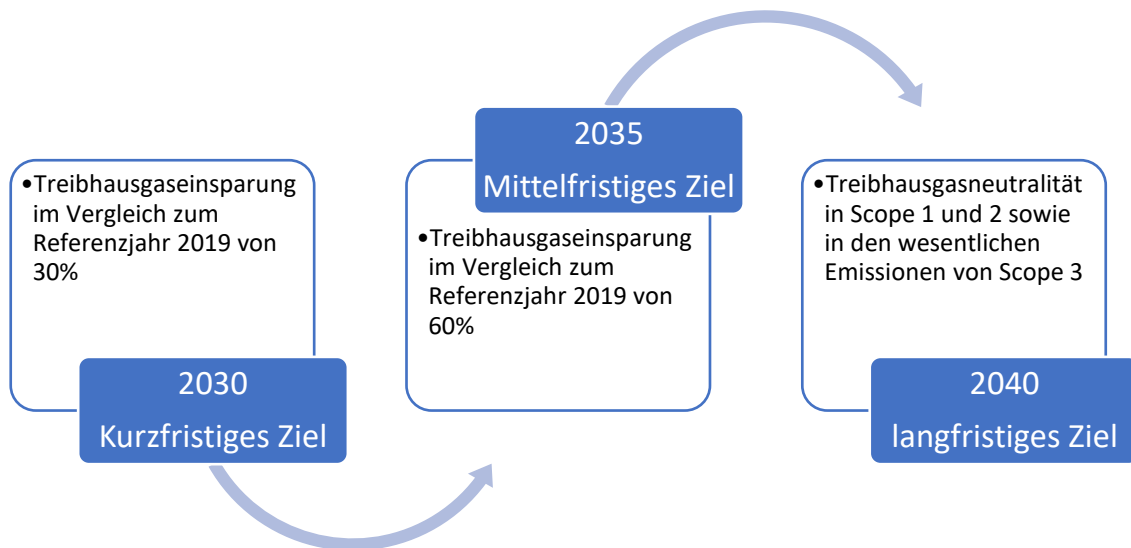 •Treibhausgaseinsparung
im Vergleich zum
Referenzjahr 2019 von
30%
2030
Kurzfristiges Ziel
2035
Mittelfristiges Ziel
•Treibhausgaseinsparung
im Vergleich zum
Referenzjahr 2019 von
60%
•Treibhausgasneutralität
in Scope 1 und 2 sowie
in den wesentlichen
Emissionen von Scope 3
2040
langfristiges Ziel